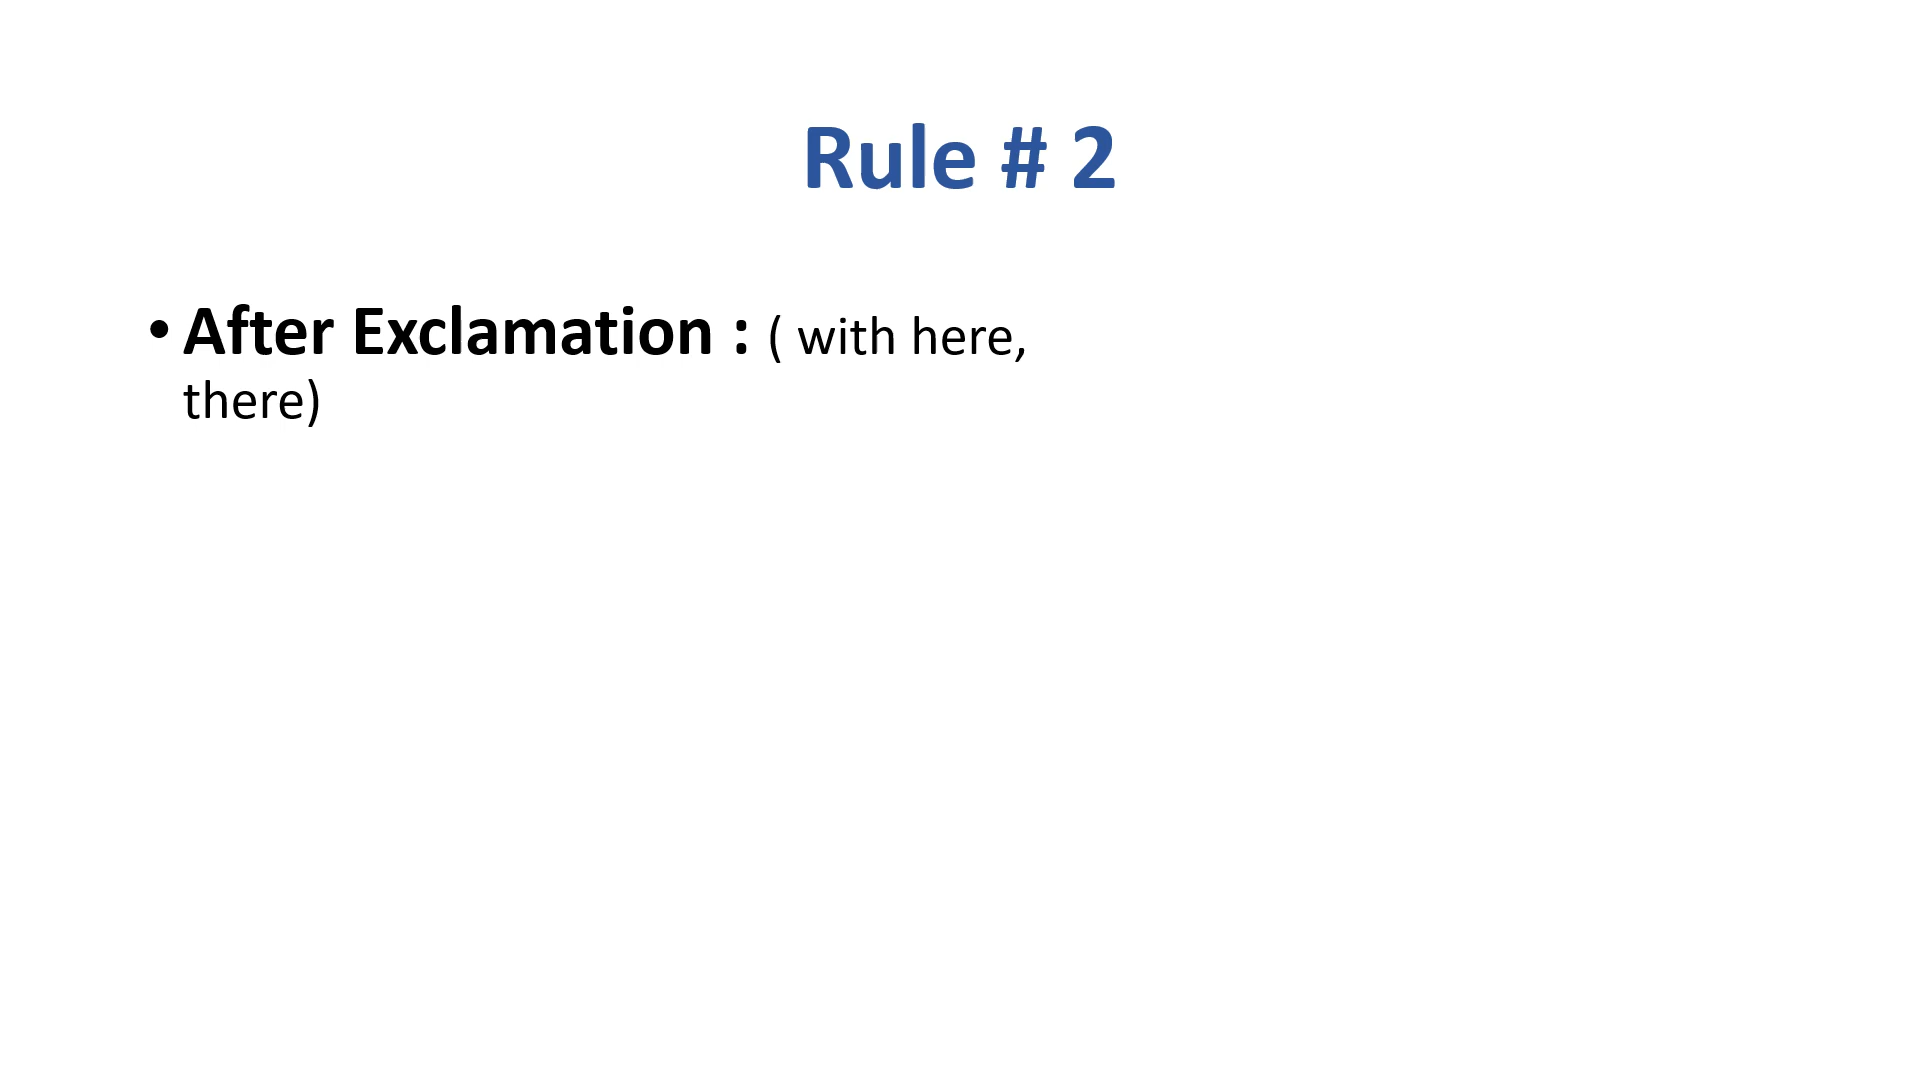 Rule # 2
• After Exclamation : ( with here,
there)